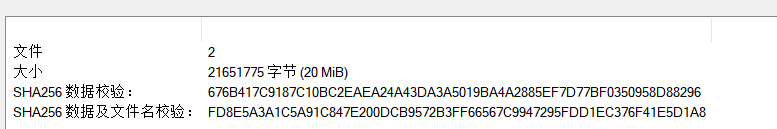 文件 2
大小 21651775 字节 (20 MiB)
SHA256 数据校验： 676B417C9187C10BC2EAEA24A43DA3A5019BA4A2885EF7D77BF0350958D88296
SHA256 数据及文件名校验： FD8E5A3A1C5A91C847E200DCB9572B3FF66567C9947295FDD1EC376F41E5D1A8